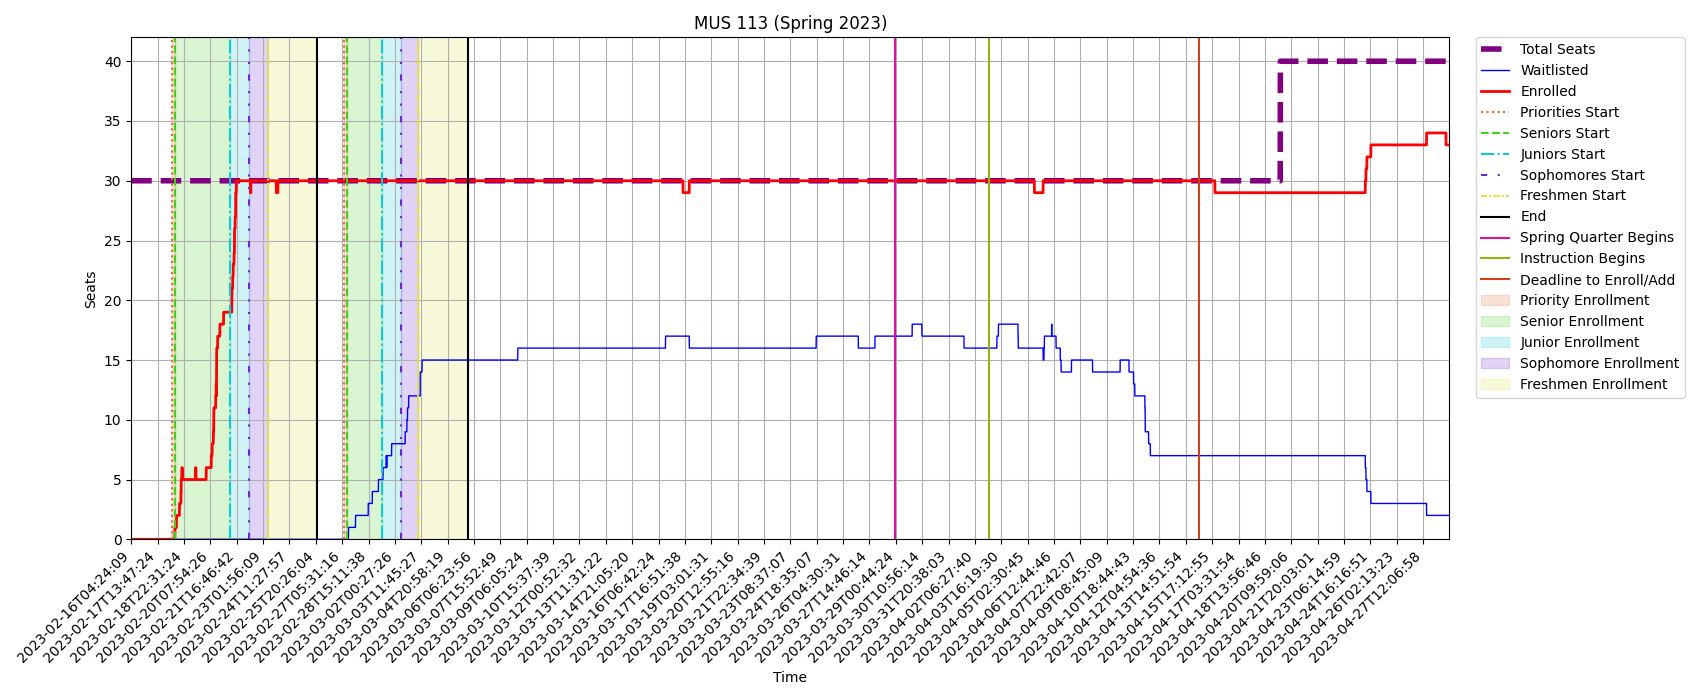 MUS 113 (Spring 2023)
Seats
40
35
30
25
20
15
10
5
0
2023-02-16T04:24:09
2023-02-17T13:47:24
2023-02-18T22:31:24
2023-02-20T07:54:26
2023-02-21T16:46:42
2023-02-23T01:56:09
2023-02-24T11:27:57
2023-02-25T20:26:04
2023-02-27T05:31:16
2023-02-28T15:11:38
2023-03-02T00:27:26
2023-03-03T11:45:27
2023-03-04T20:58:19
2023-03-06T06:23:56
2023-03-07T15:52:49
2023-03-09T06:05:24
2023-03-10T15:37:39
2023-03-12T00:52:32
2023-03-13T11:31:22
2023-03-14T21:05:20
2023-03-16T06:42:24
2023-03-17T16:51:38
2023-03-19T03:01:31
2023-03-20T12:55:16
2023-03-21T22:34:39
2023-03-23T08:37:07
2023-03-24T18:35:07
2023-03-26T04:30:31
2023-03-27T14:46:14
2023-03-29T00:44:24
2023-03-30T10:56:14
2023-03-31T20:38:03
2023-04-02T06:27:40
2023-04-03T16:19:30
2023-04-05T02:30:45
2023-04-06T12:44:46
2023-04-07T22:42:07
2023-04-09T08:45:09
2023-04-10T18:44:43
2023-04-12T04:54:36
2023-04-13T14:51:54
2023-04-15T17:12:55
2023-04-17T03:31:54
2023-04-18T13:56:46
2023-04-20T09:59:06
2023-04-21T20:03:01
2023-04-23T06:14:59
2023-04-24T16:16:51
2023-04-26T02:13:23
2023-04-27T12:06:58
Time
Total Seats
Waitlisted
Enrolled
Priorities Start
Seniors Start
Juniors Start
Sophomores Start
Freshmen Start
End
Spring Quarter Begins
Instruction Begins
Deadline to Enroll/Add
Priority Enrollment
Senior Enrollment
Junior Enrollment
Sophomore Enrollment
Freshmen Enrollment